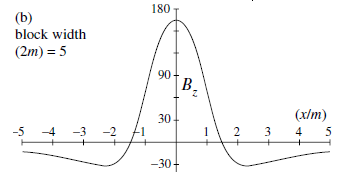 (b)
block width
(2m) = 5
180
90
30
−30
B_z
(x/m)
−5 −4 −3 −2 −1 1 2 3 4 5